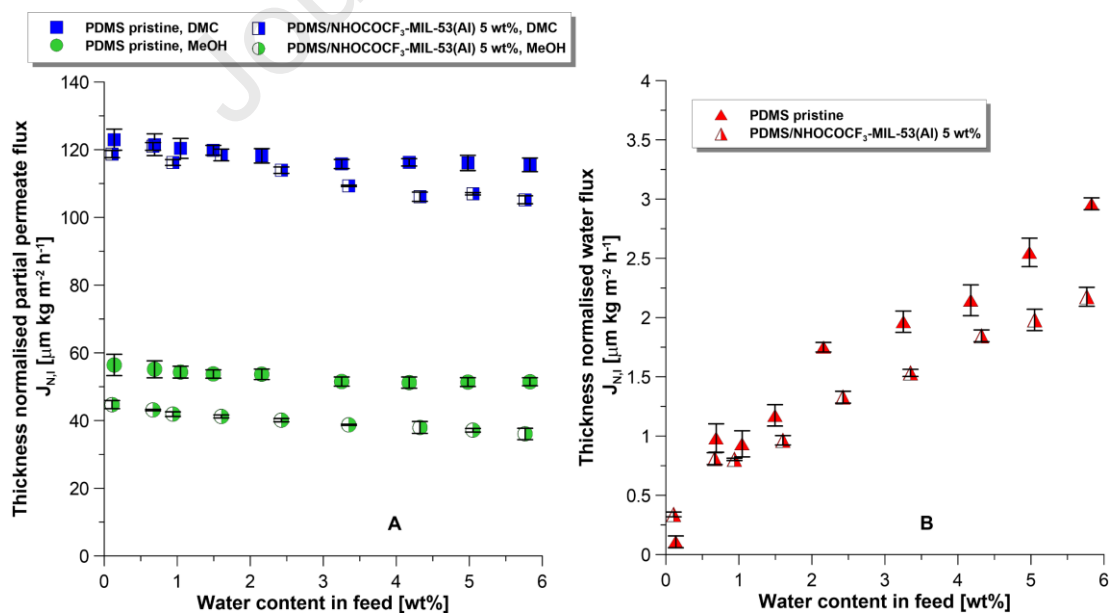 Jou
PDMS pristine, DMC
PDMS/NHOCOCF₃-MIL-53(Al) 5 wt%, DMC
PDMS pristine, MeOH
PDMS/NHOCOCF₃-MIL-53(Al) 5 wt%, MeOH
140
120
100
80
60
40
20
0
Thickness normalised partial permeate flux
J_N,I [μm kg m⁻² h⁻¹]
A
0 1 2 3 4 5 6
Water content in feed [wt%]
PDMS pristine
PDMS/NHOCOCF₃-MIL-53(Al) 5 wt%
4
3.5
3
2.5
2
1.5
1
0.5
0
Thickness normalised water flux
J_N,I [μm kg m⁻² h⁻¹]
B
0 1 2 3 4 5 6
Water content in feed [wt%]